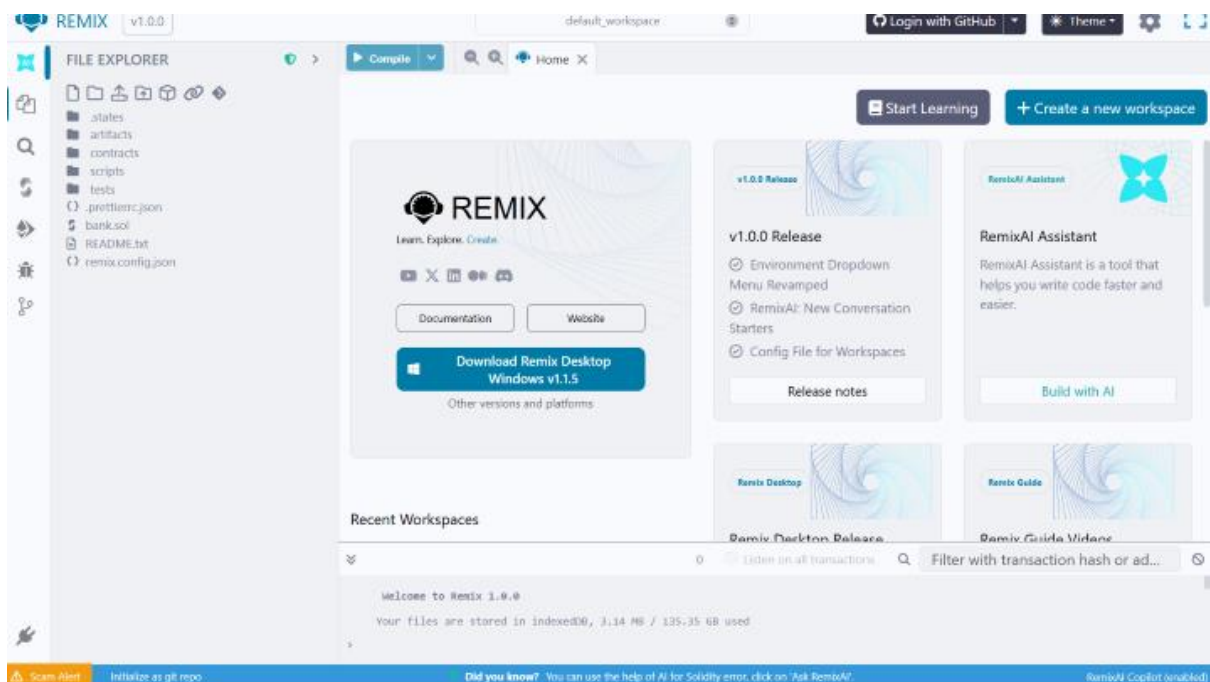 REMIX v1.0.0
default_workspace
Login with GitHub
Theme
FILE EXPLORER
.states
artifacts
contracts
scripts
tests
.prettierrc.json
bank.sol
README.txt
remix.config.json
Compile
Home
Start Learning
+ Create a new workspace
REMIX
Learn. Explore. Create.
Documentation
Website
Download Remix Desktop
Windows v1.1.5
Other versions and platforms
v1.0.0 Release
v1.0.0 Release
Environment Dropdown
Menu Revamped
RemixAI: New Conversation
Starters
Config File for Workspaces
Release notes
RemixAI Assistant
RemixAI Assistant
RemixAI Assistant is a tool that
helps you write code faster and
easier.
Build with AI
Remix Desktop
Remix Desktop Release
Remix Guide
Remix Guide Videos
Recent Workspaces
0
Listen on all transactions
Filter with transaction hash or ad...
Welcome to Remix 1.0.0
Your files are stored in indexedDB, 3.14 MB / 135.35 GB used
>
Scam Alert
Initialize as git repo
Did you know? You can use the help of AI for Solidity error, click on 'Ask RemixAI'.
RemixAI Copilot (enabled)